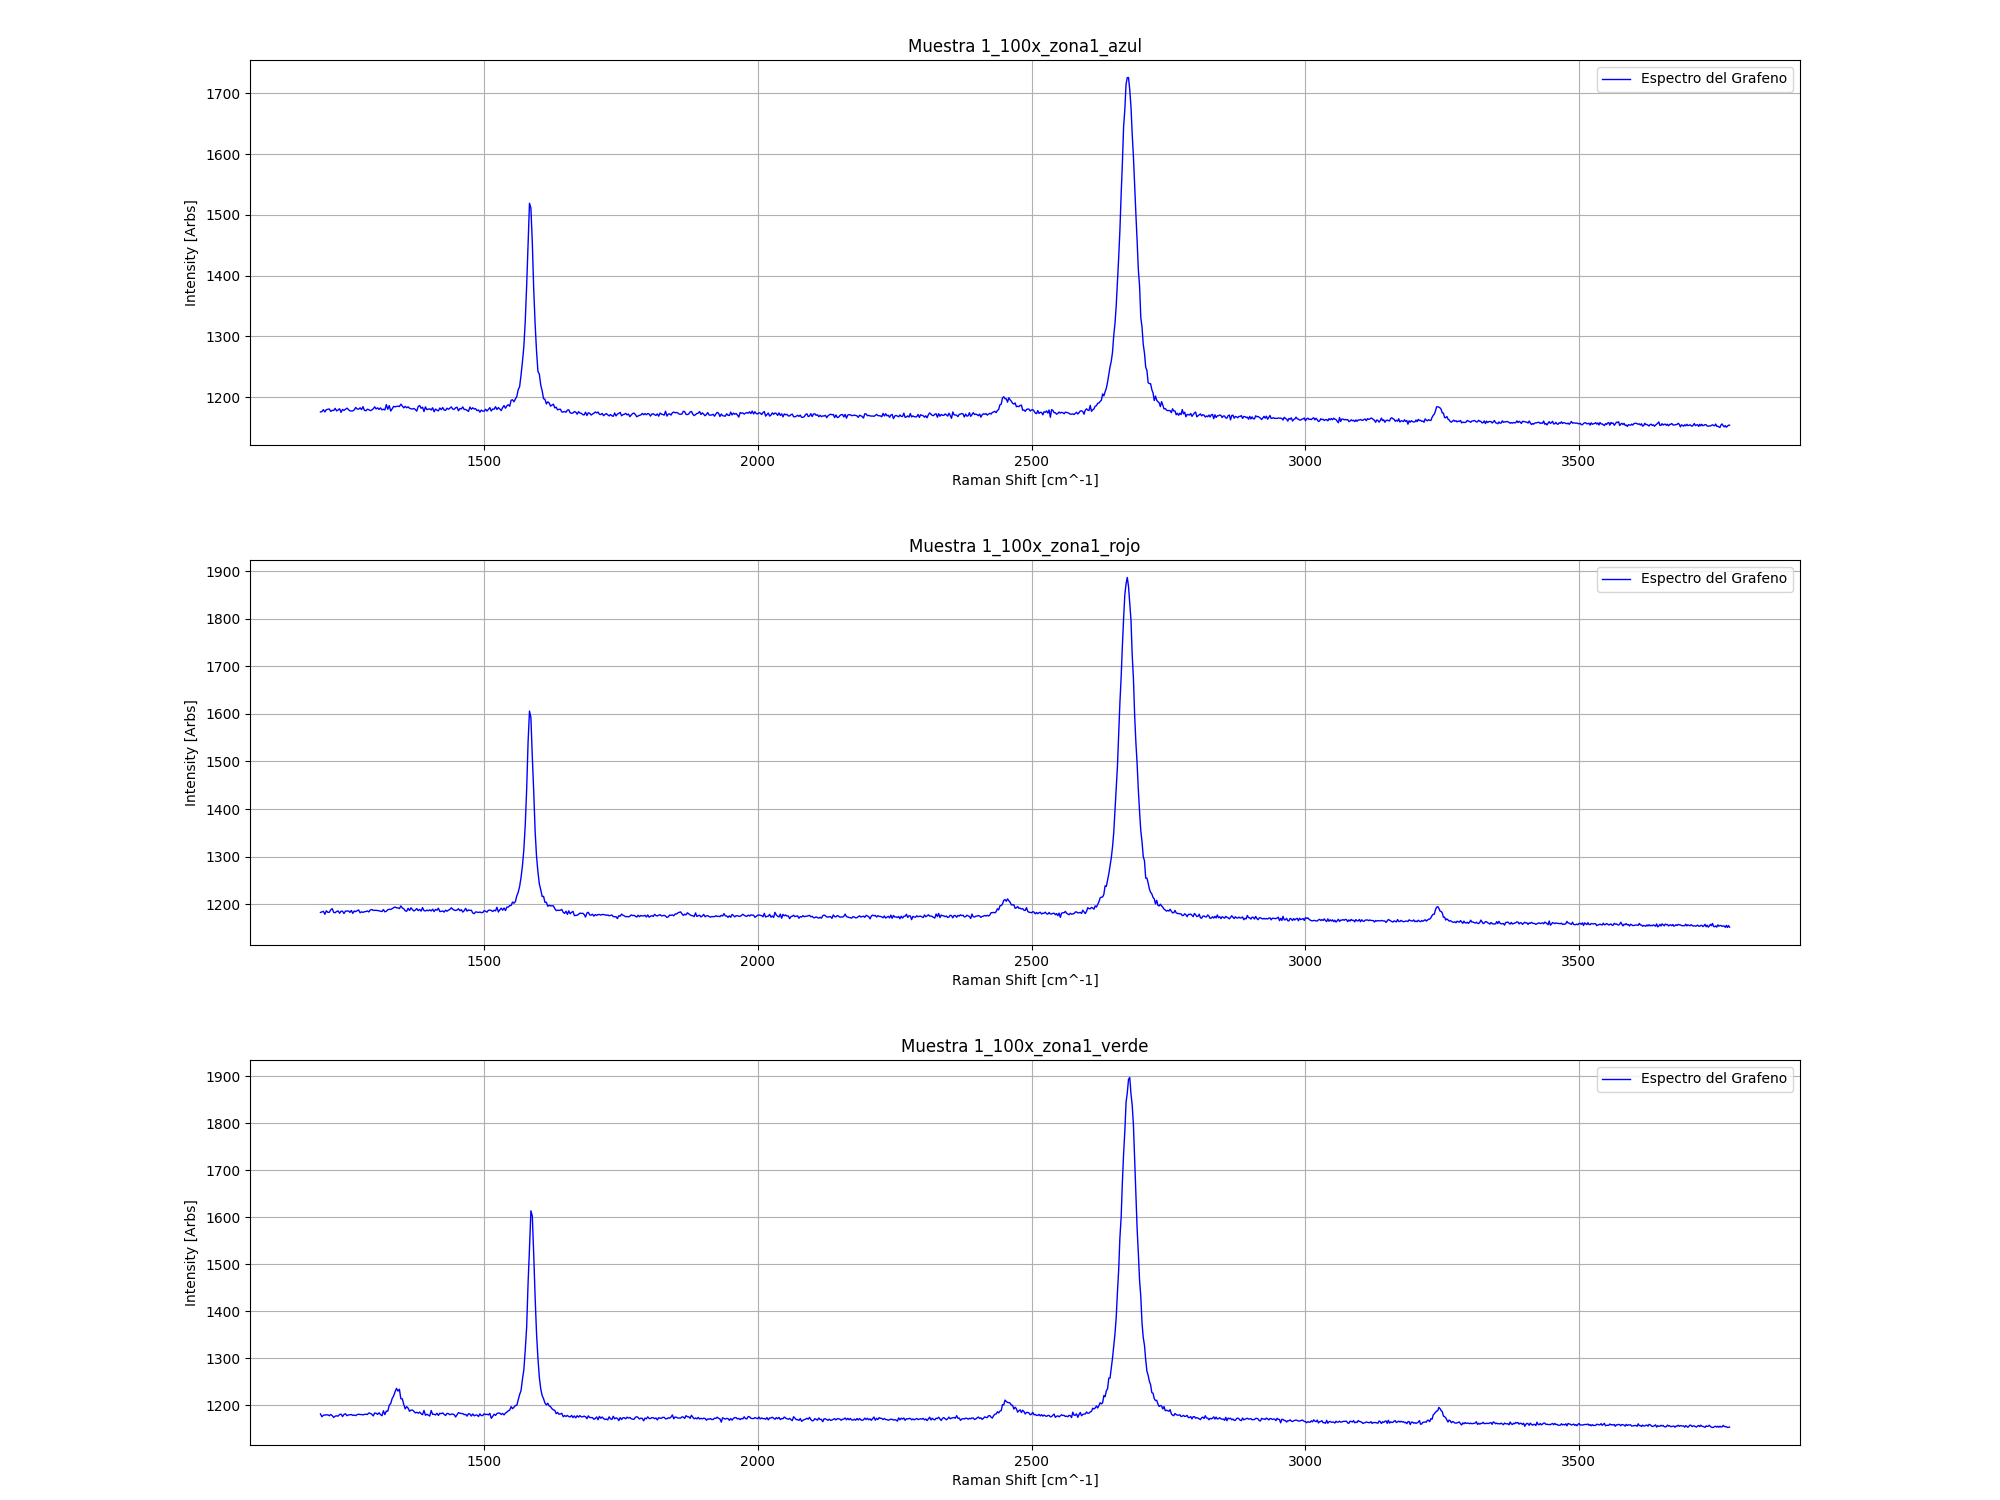 Muestra 1_100x_zona1_azul
Espectro del Grafeno
1700
1600
1500
1400
1300
1200
Intensity [Arbs]
1500 2000 2500 3000 3500
Raman Shift [cm^-1]
Muestra 1_100x_zona1_rojo
Espectro del Grafeno
1900
1800
1700
1600
1500
1400
1300
1200
Intensity [Arbs]
1500 2000 2500 3000 3500
Raman Shift [cm^-1]
Muestra 1_100x_zona1_verde
Espectro del Grafeno
1900
1800
1700
1600
1500
1400
1300
1200
Intensity [Arbs]
1500 2000 2500 3000 3500
Raman Shift [cm^-1]